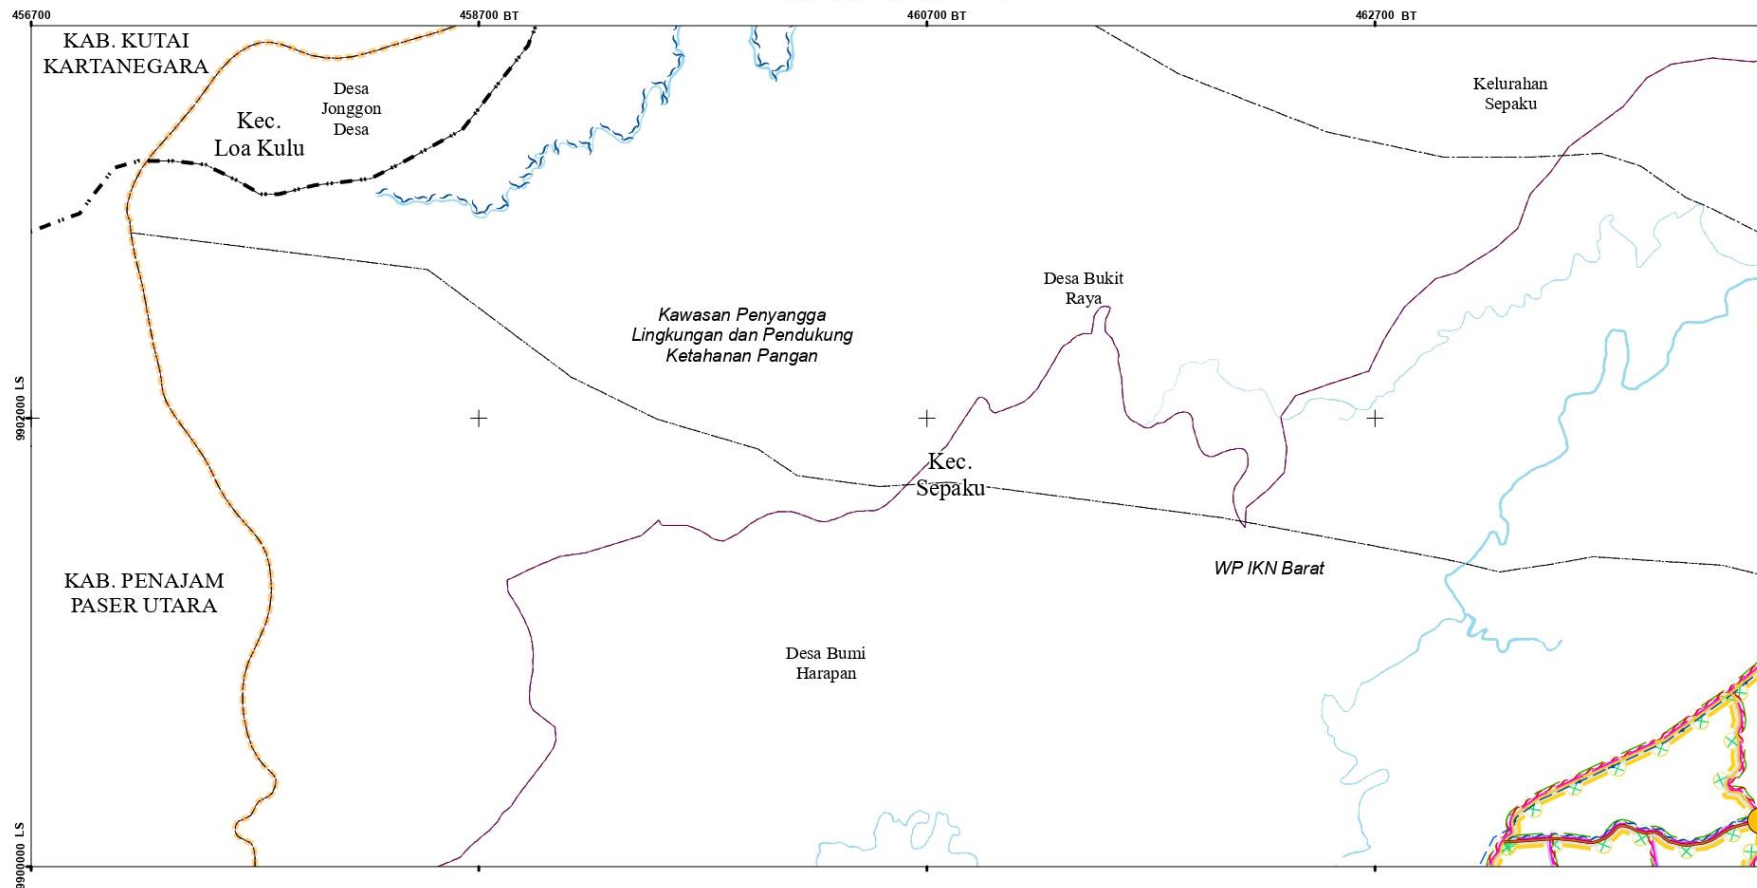 456700
458700 BT
460700 BT
462700 BT
KAB. KUTAI
KARTANEGARA
Desa
Jonggon
Desa
Kec.
Loa Kulu
Kelurahan
Sepaku
Desa Bukit
Raya
Kawasan Penyangga
Lingkungan dan Pendukung
Ketahanan Pangan
9902000 LS
Kec.
Sepaku
WP IKN Barat
KAB. PENAJAM
PASER UTARA
Desa Bumi
Harapan
9900000 LS